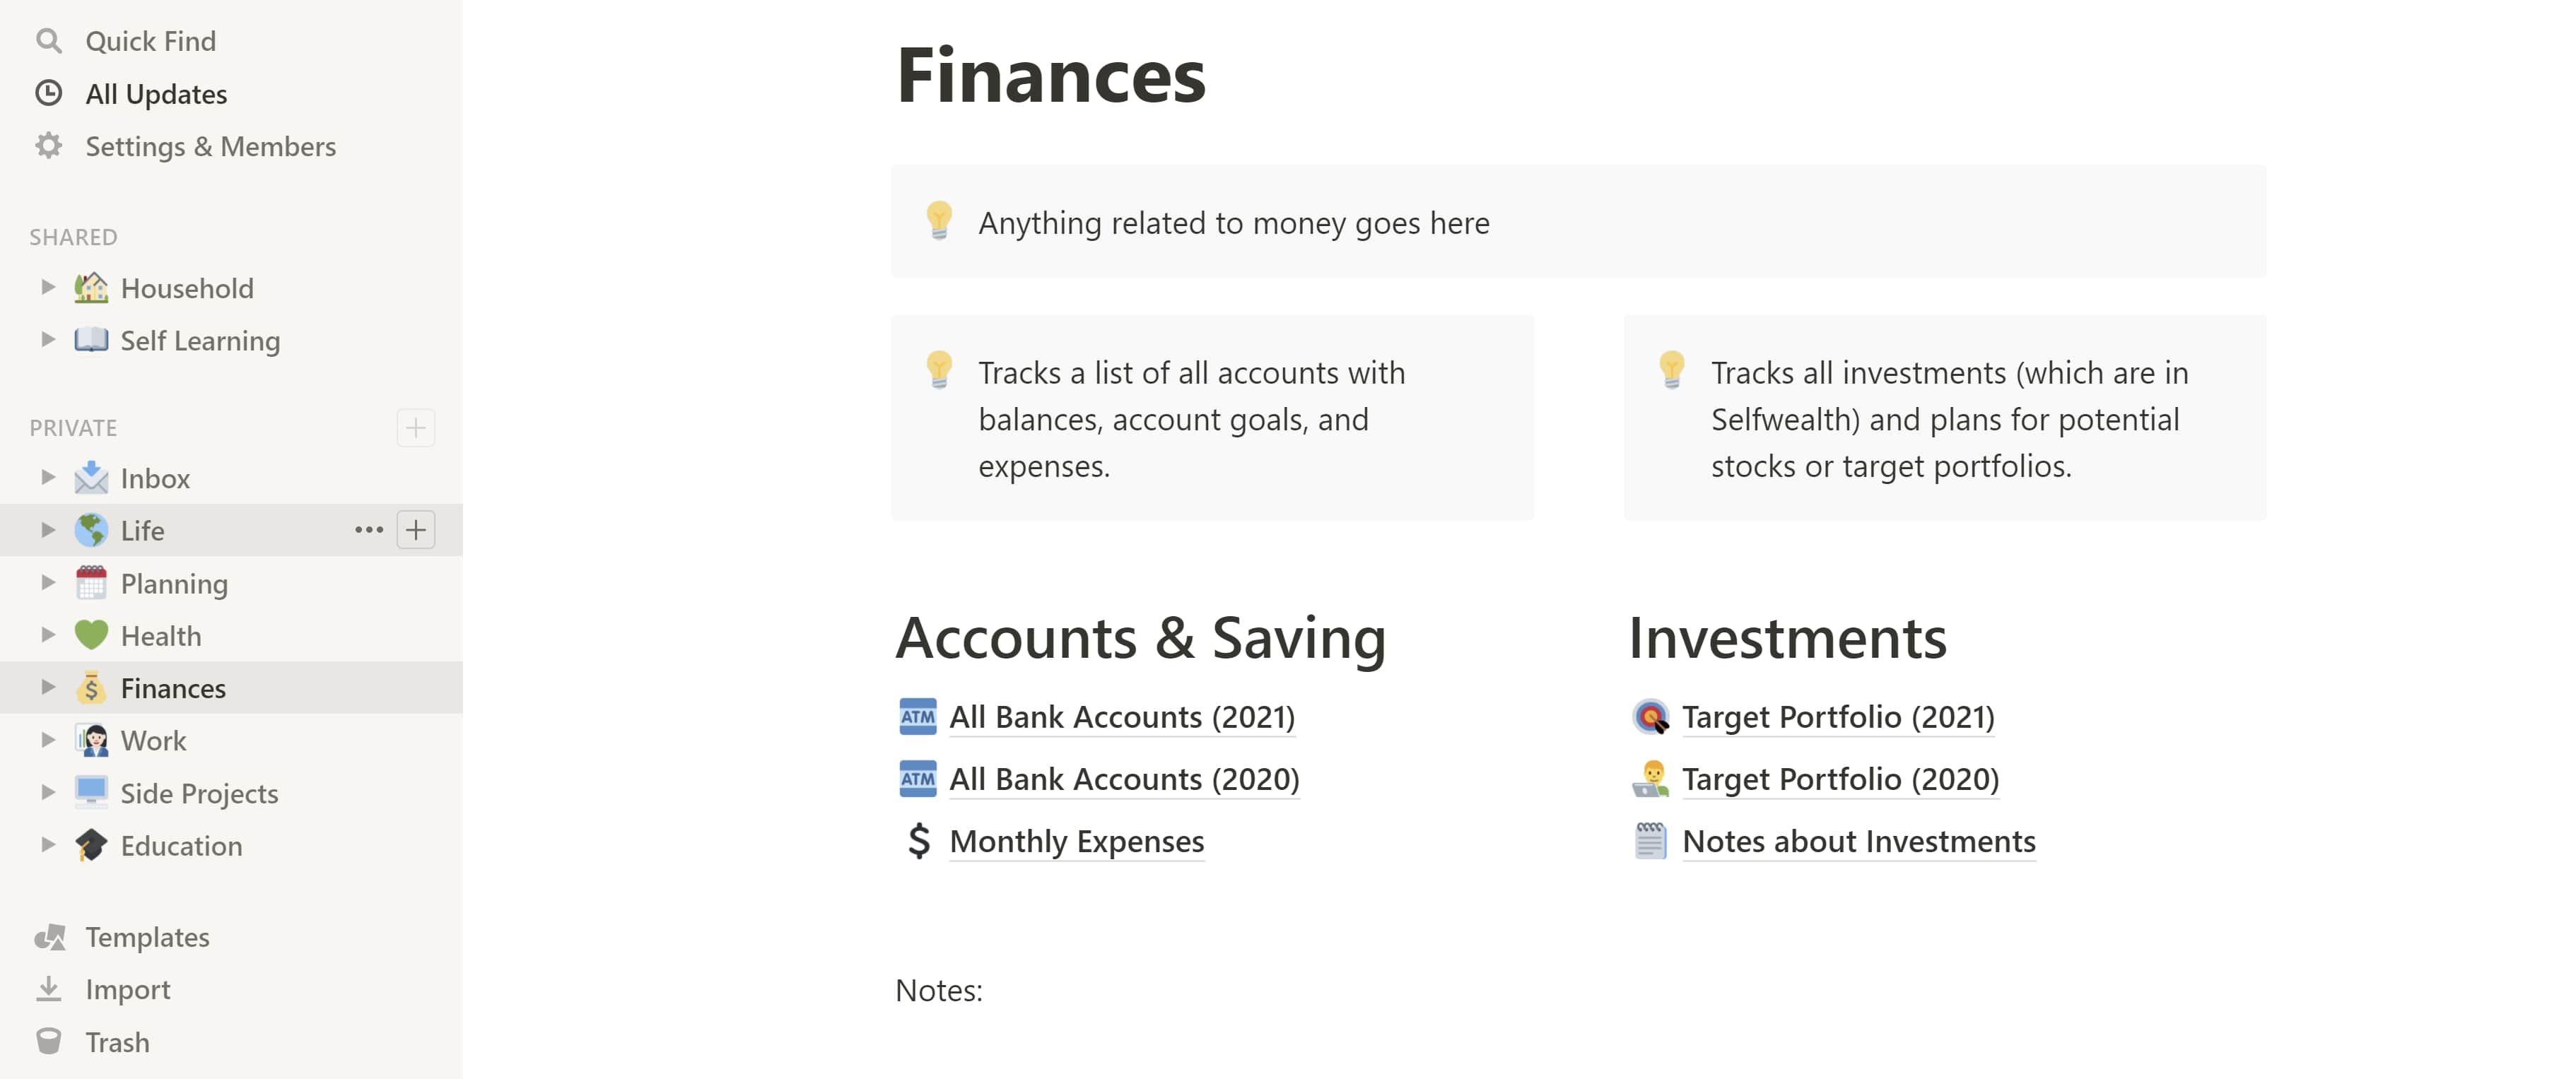 Quick Find
All Updates
Settings & Members
SHARED
Household
Self Learning
PRIVATE
Inbox
Life
Planning
Health
Finances
Work
Side Projects
Education
Templates
Import
Trash
Finances
Anything related to money goes here
Tracks a list of all accounts with
balances, account goals, and
expenses.
Tracks all investments (which are in
Selfwealth) and plans for potential
stocks or target portfolios.
Accounts & Saving
ATM All Bank Accounts (2021)
ATM All Bank Accounts (2020)
$ Monthly Expenses
Investments
Target Portfolio (2021)
Target Portfolio (2020)
Notes about Investments
Notes: